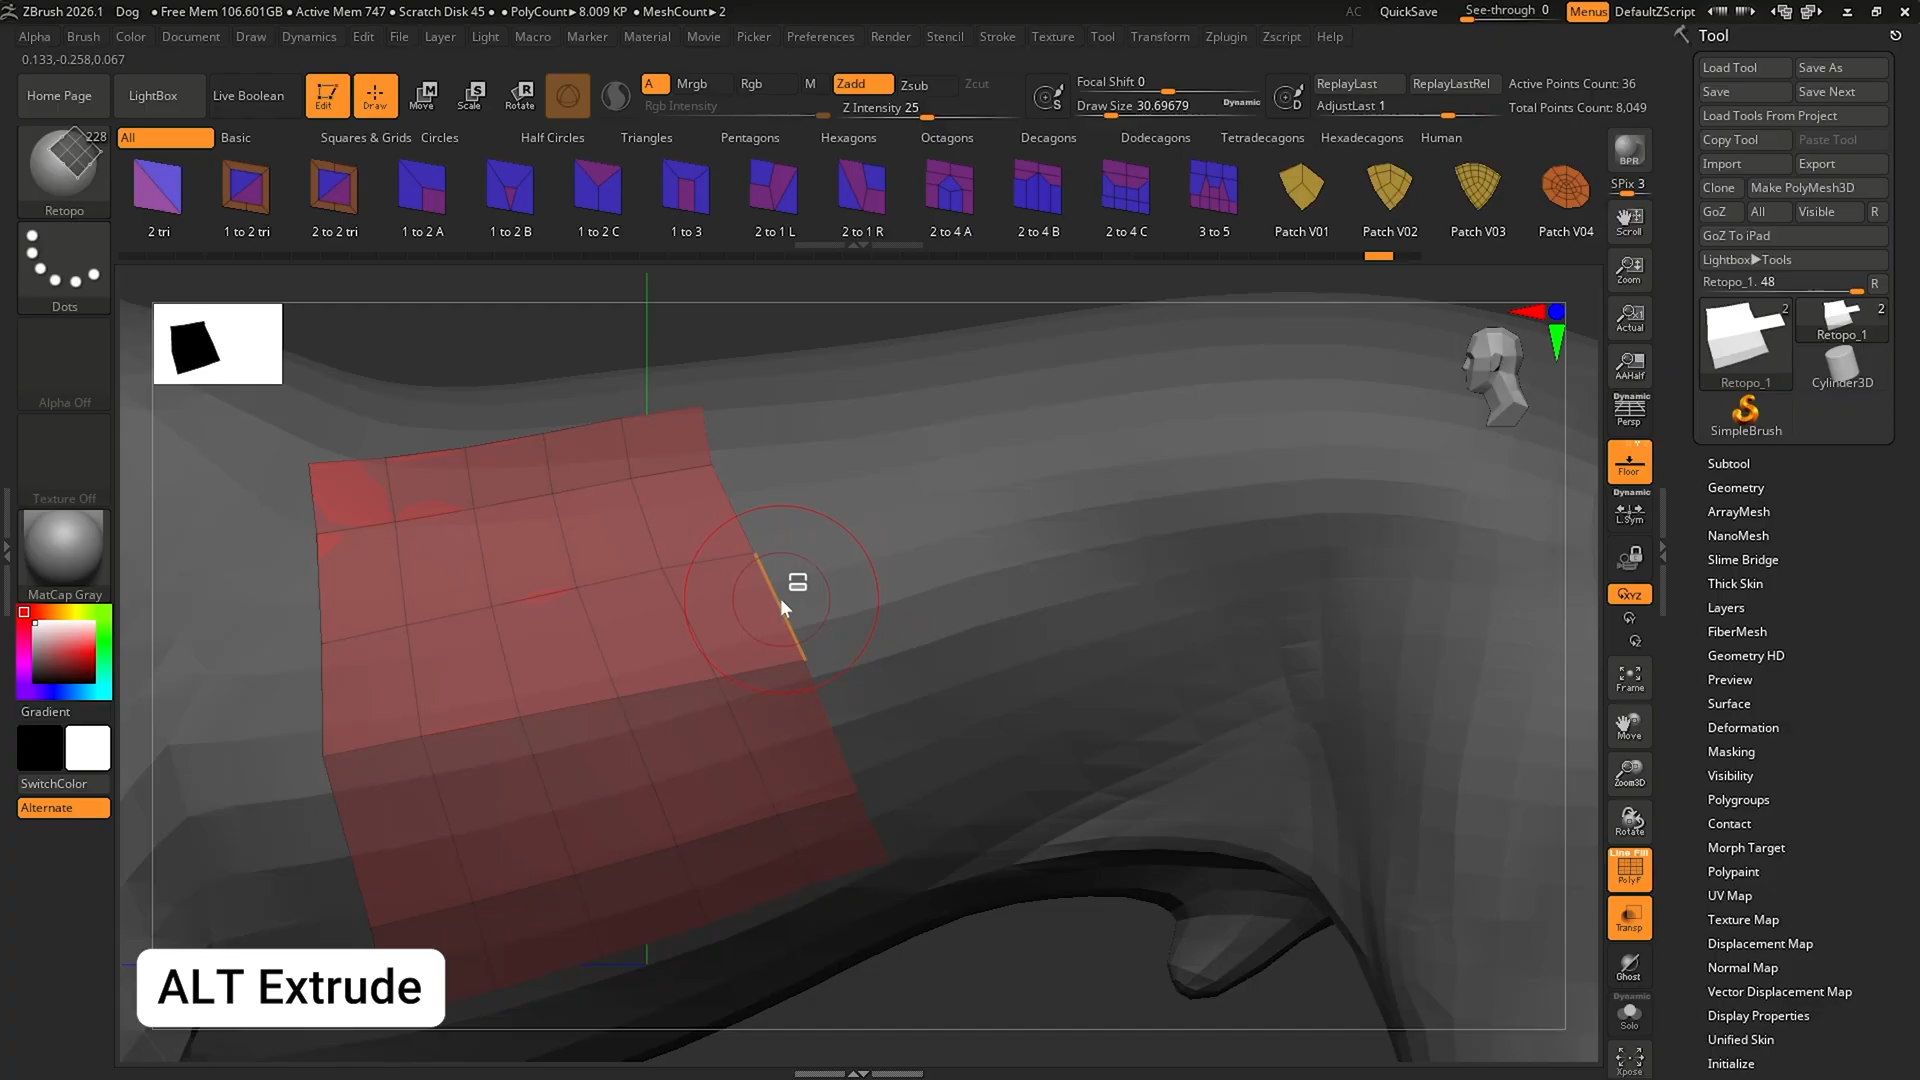 ZBrush 2026.1 Dog • Free Mem 106.601GB • Active Mem 747 • Scratch Disk 45 • • PolyCount► 8.009 KP • MeshCount► 2 AC QuickSave See-through 0 Menus DefaultZScript
Alpha Brush Color Document Draw Dynamics Edit File Layer Light Macro Marker Material Movie Picker Preferences Render Stencil Stroke Texture Tool Transform Zplugin Zscript Help
0.133,-0.258,0.067
Home Page LightBox Live Boolean Edit Draw Move Scale Rotate
A Mrgb Rgb M Zadd Zsub Zcut
Rgb Intensity Z Intensity 25
Focal Shift 0
Draw Size 30.69679 Dynamic
ReplayLast ReplayLastRel Active Points Count: 36
AdjustLast 1 Total Points Count: 8,049
All Basic Squares & Grids Circles Half Circles Triangles Pentagons Hexagons Octagons Decagons Dodecagons Tetradecagons Hexadecagons Human
2 tri 1 to 2 tri 2 to 2 tri 1 to 2 A 1 to 2 B 1 to 2 C 1 to 3 2 to 1 L 2 to 1 R 2 to 4 A 2 to 4 B 2 to 4 C 3 to 5 Patch V01 Patch V02 Patch V03 Patch V04
228
Retopo
Dots
Alpha Off
Texture Off
MatCap Gray
Gradient
SwitchColor
Alternate
ALT Extrude
BPR
SPix 3
Scroll
Zoom
Actual
AAHalf
Dynamic
Persp
Floor
Dynamic
L.Sym
XYZ
Frame
Move
Zoom3D
Rotate
Line Fill
PolyF
Transp
Ghost
Dynamic
Solo
Xpose
Tool
Load Tool Save As
Save Save Next
Load Tools From Project
Copy Tool Paste Tool
Import Export
Clone Make PolyMesh3D
GoZ All Visible R
GoZ To iPad
Lightbox►Tools
Retopo_1. 48 R
2 2
Retopo_1
Retopo_1 Cylinder3D
SimpleBrush
Subtool
Geometry
ArrayMesh
NanoMesh
Slime Bridge
Thick Skin
Layers
FiberMesh
Geometry HD
Preview
Surface
Deformation
Masking
Visibility
Polygroups
Contact
Morph Target
Polypaint
UV Map
Texture Map
Displacement Map
Normal Map
Vector Displacement Map
Display Properties
Unified Skin
Initialize